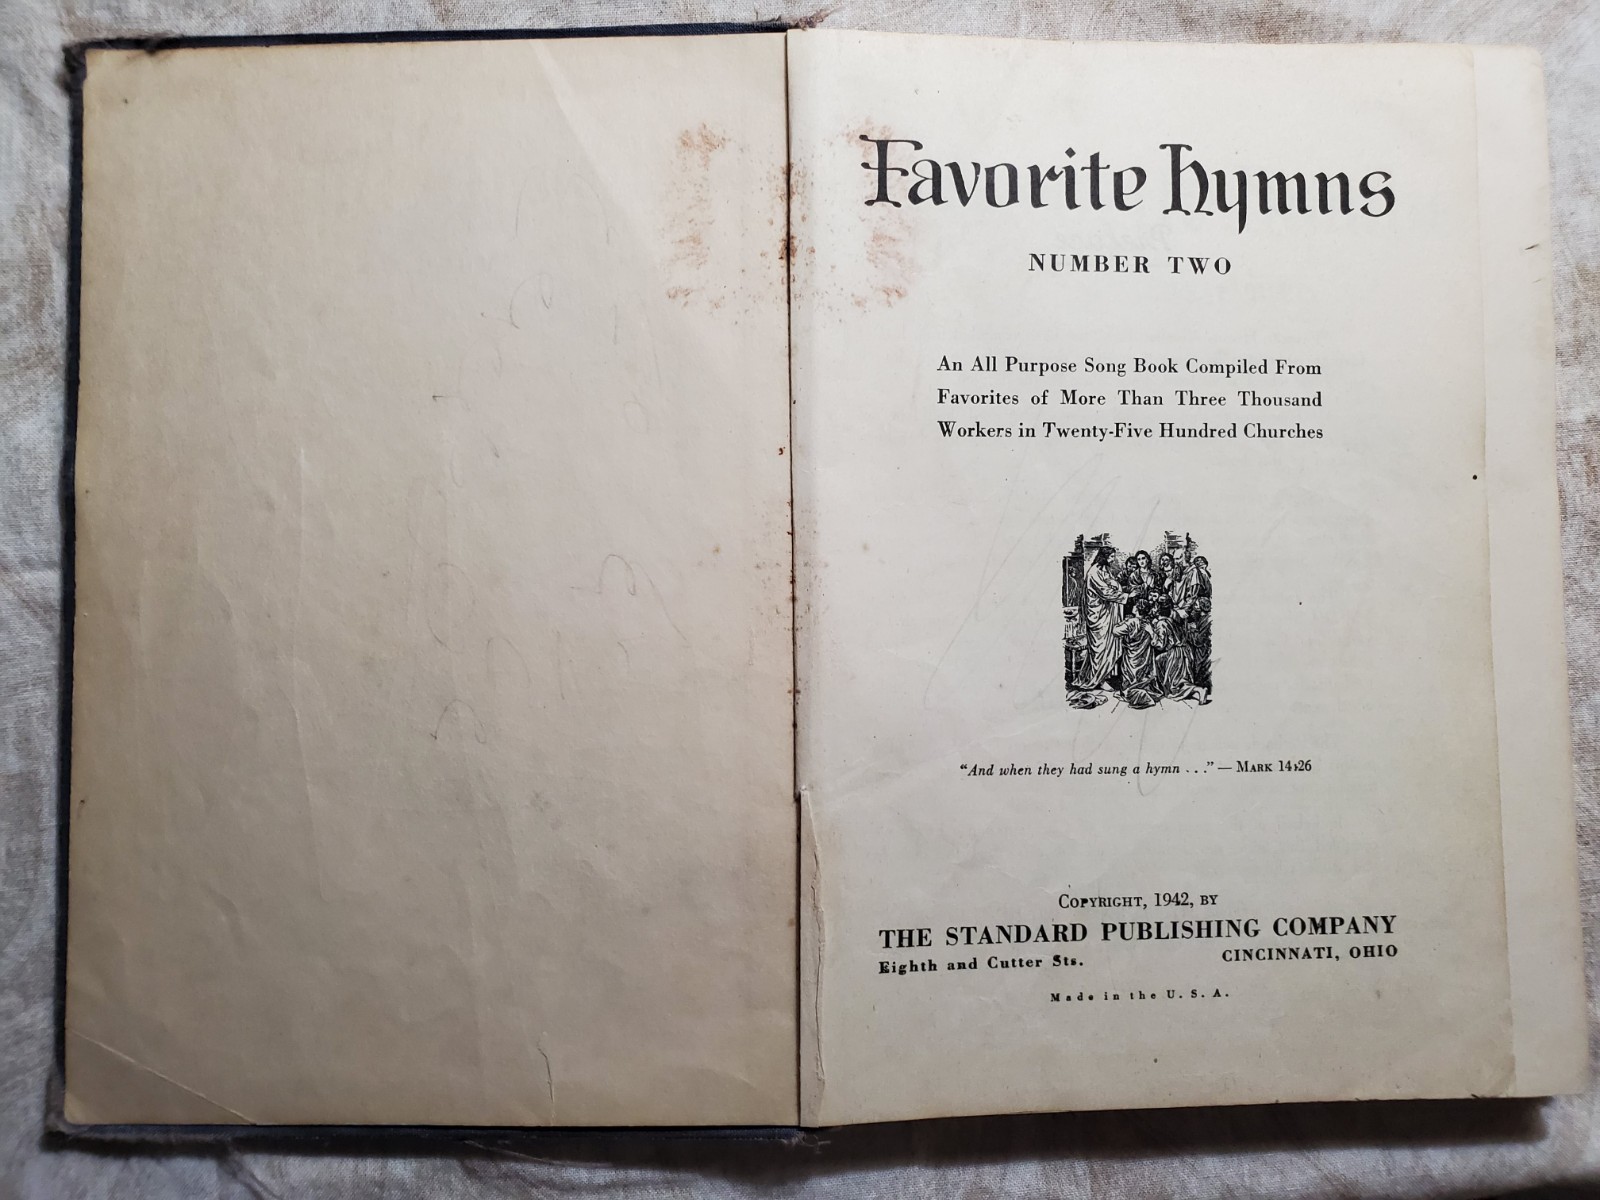 Favorite Hymns
NUMBER TWO
An All Purpose Song Book Compiled From
Favorites of More Than Three Thousand
Workers in Twenty-Five Hundred Churches
"And when they had sung a hymn . . ." — MARK 14:26
COPYRIGHT, 1942, BY
THE STANDARD PUBLISHING COMPANY
Eighth and Cutter Sts. CINCINNATI, OHIO
Made in the U. S. A.